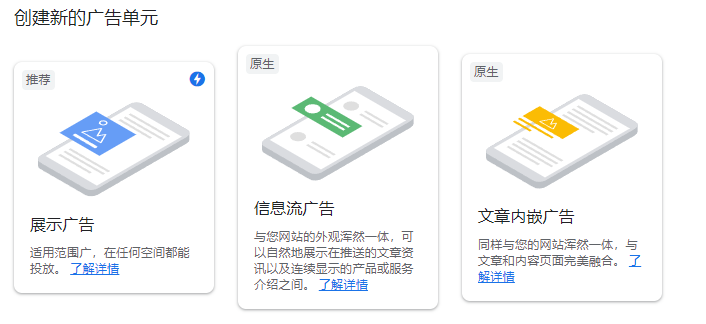 创建新的广告单元
推荐
展示广告
适用范围广，在任何空间都能
投放。 了解详情
原生
信息流广告
与您网站的外观浑然一体，可
以自然地展示在推送的文章资
讯以及连续显示的产品或服务
介绍之间。 了解详情
原生
文章内嵌广告
同样与您的网站浑然一体，与
文章和内容页面完美融合。 了
解详情